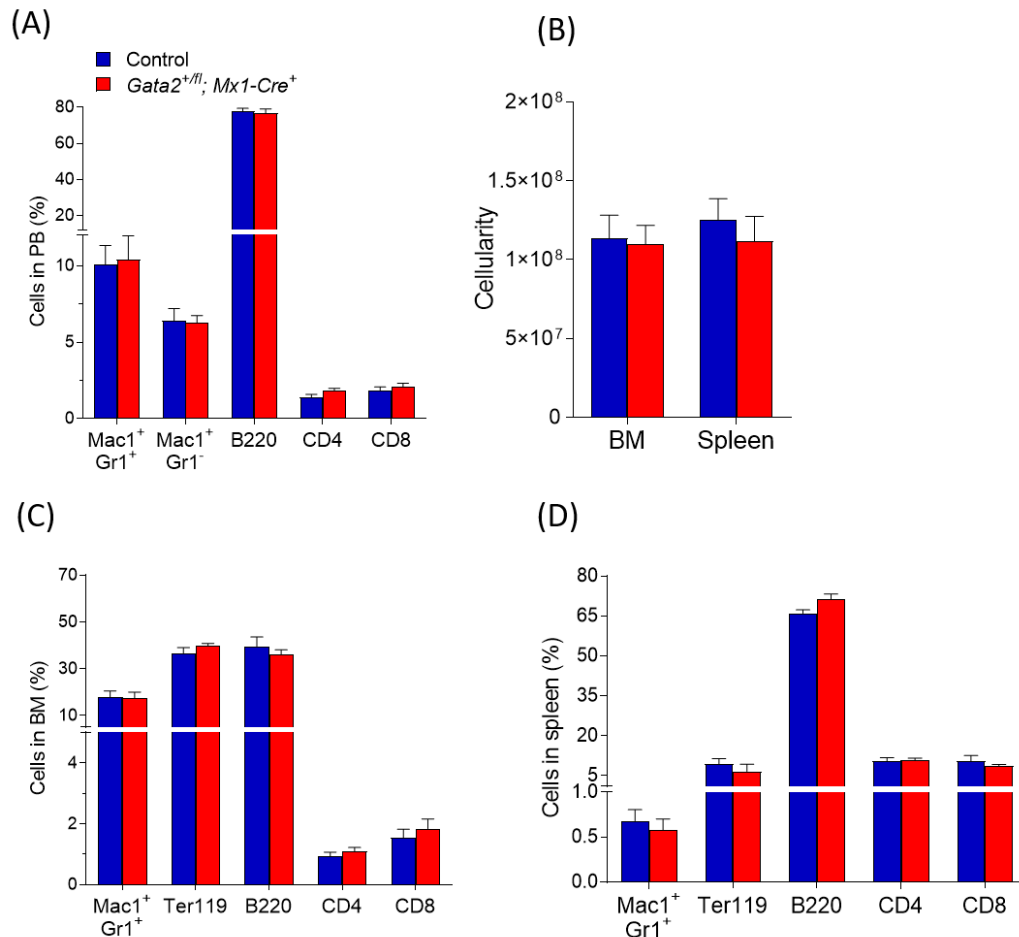 (A)
Control
Gata2+/fl; Mx1-Cre+
Cells in PB (%)
80
60
40
20
10
5
0
Mac1+ Gr1+
Mac1+ Gr1-
B220
CD4
CD8
(B)
Cellularity
2×10^8
1.5×10^8
1×10^8
5×10^7
0
BM
Spleen
(C)
Cells in BM (%)
70
50
30
10
4
2
0
Mac1+ Gr1+
Ter119
B220
CD4
CD8
(D)
Cells in spleen (%)
80
65
50
35
20
5
1.0
0.5
0.0
Mac1+ Gr1+
Ter119
B220
CD4
CD8